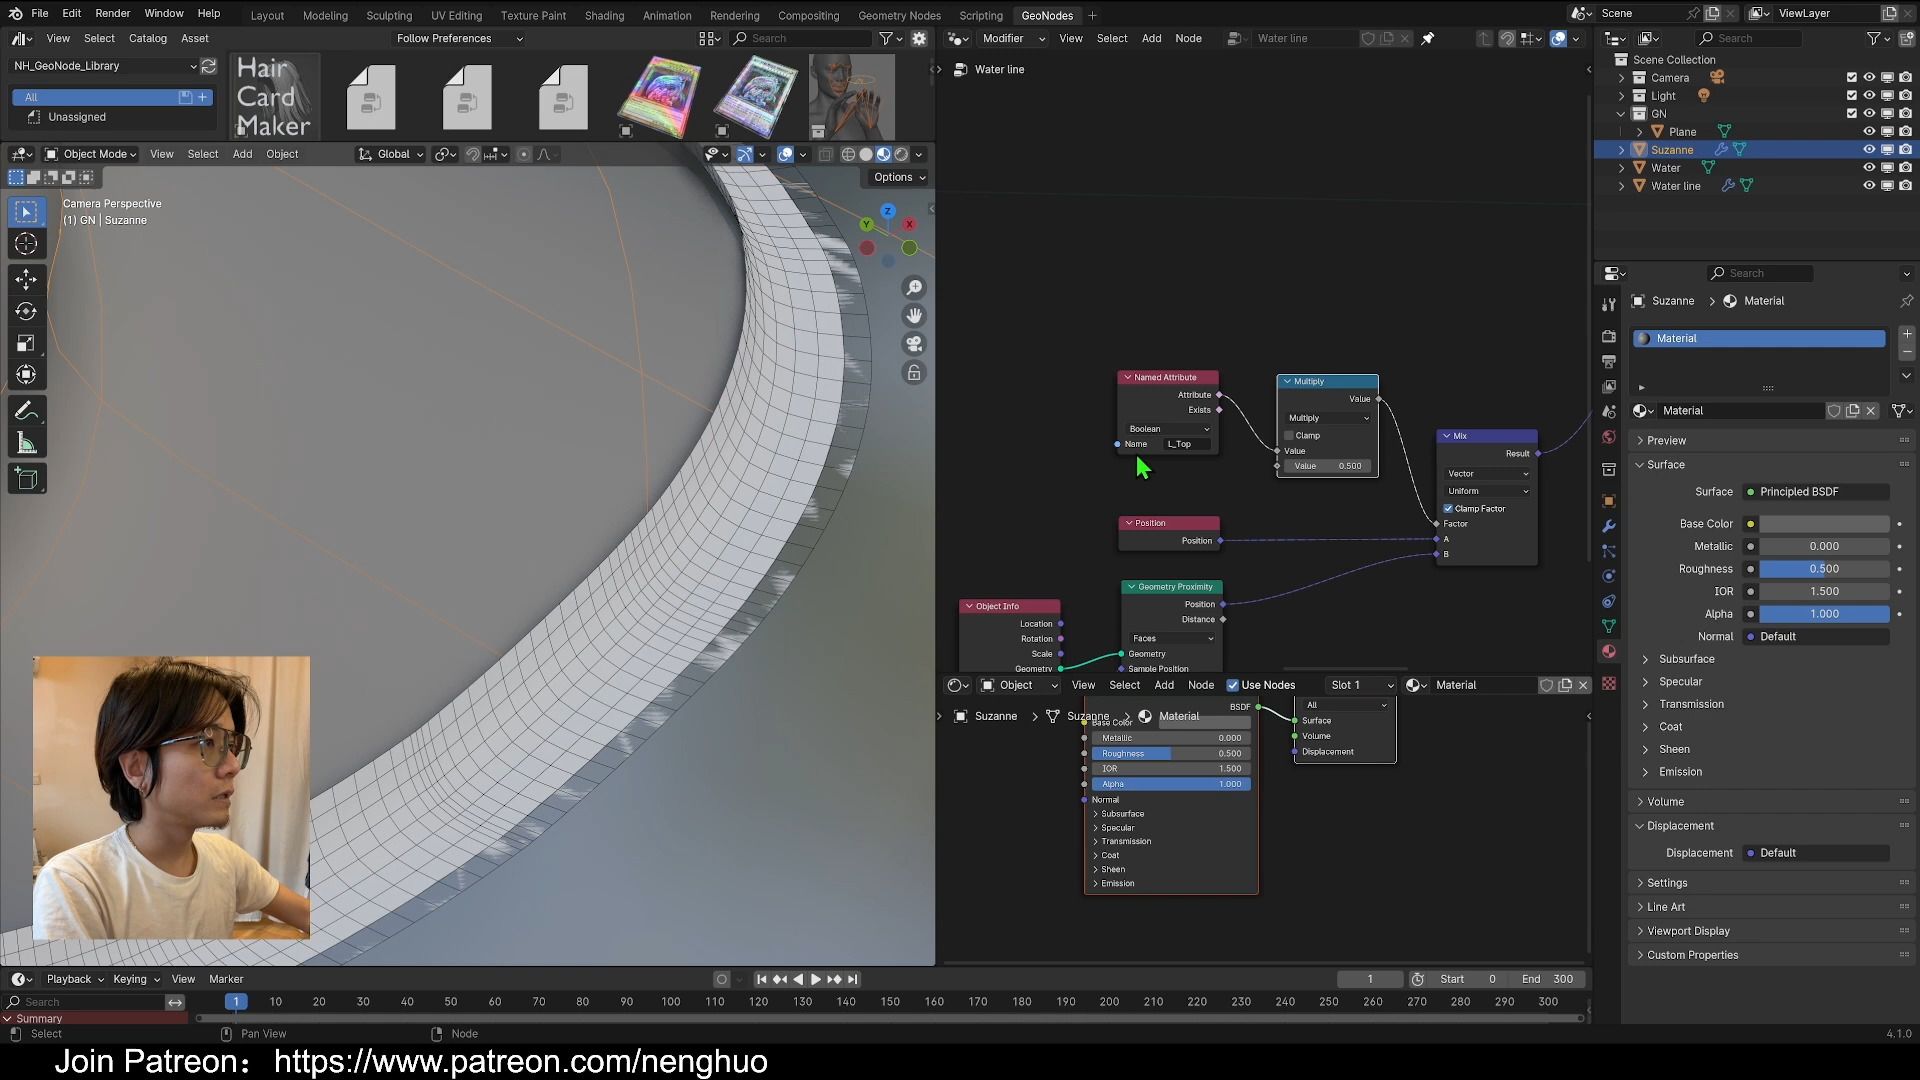 File Edit Render Window Help Layout Modeling Sculpting UV Editing Texture Paint Shading Animation Rendering Compositing Geometry Nodes Scripting GeoNodes + Scene ViewLayer
View Select Catalog Asset Follow Preferences Search
Modifier View Select Add Node Water line
Search
NH_GeoNode_Library
All
Unassigned
Hair
Card
Maker
Water line
Scene Collection
Camera
Light
GN
Plane
Suzanne
Water
Water line
Object Mode View Select Add Object Global
Options
Camera Perspective
(1) GN | Suzanne
Z
Y
X
Named Attribute
Attribute
Exists
Boolean
Name L_Top
Multiply
Value
Multiply
Clamp
Value
Value 0.500
Mix
Result
Vector
Uniform
Clamp Factor
Factor
A
B
Position
Position
Geometry Proximity
Position
Distance
Faces
Geometry
Sample Position
Object Info
Location
Rotation
Scale
Geometry
Object View Select Add Node Use Nodes Slot 1 Material
Suzanne > Suzanne > Material
BSDF
Base Color
Metallic 0.000
Roughness 0.500
IOR 1.500
Alpha 1.000
Normal
Subsurface
Specular
Transmission
Coat
Sheen
Emission
All
Surface
Volume
Displacement
Search
Suzanne > Material
Material
Material
Preview
Surface
Surface Principled BSDF
Base Color
Metallic 0.000
Roughness 0.500
IOR 1.500
Alpha 1.000
Normal Default
Subsurface
Specular
Transmission
Coat
Sheen
Emission
Volume
Displacement
Displacement Default
Settings
Line Art
Viewport Display
Custom Properties
Playback Keying View Marker 1 Start 0 End 300
Search 1 10 20 30 40 50 60 70 80 90 100 110 120 130 140 150 160 170 180 190 200 210 220 230 240 250 260 270 280 290 300
Summary
Select Pan View Node 4.1.0
Join Patreon： https://www.patreon.com/nenghuo